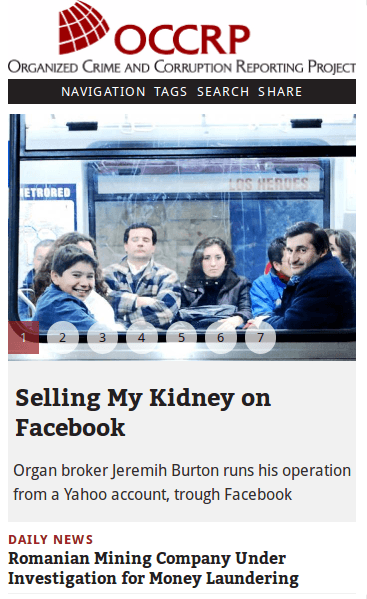 OCCRP
ORGANIZED CRIME AND CORRUPTION REPORTING PROJECT
NAVIGATION TAGS SEARCH SHARE
LOS HEROES
ETRORED
1 2 3 4 5 6 7
Selling My Kidney on
Facebook
Organ broker Jeremih Burton runs his operation
from a Yahoo account, trough Facebook
DAILY NEWS
Romanian Mining Company Under
Investigation for Money Laundering